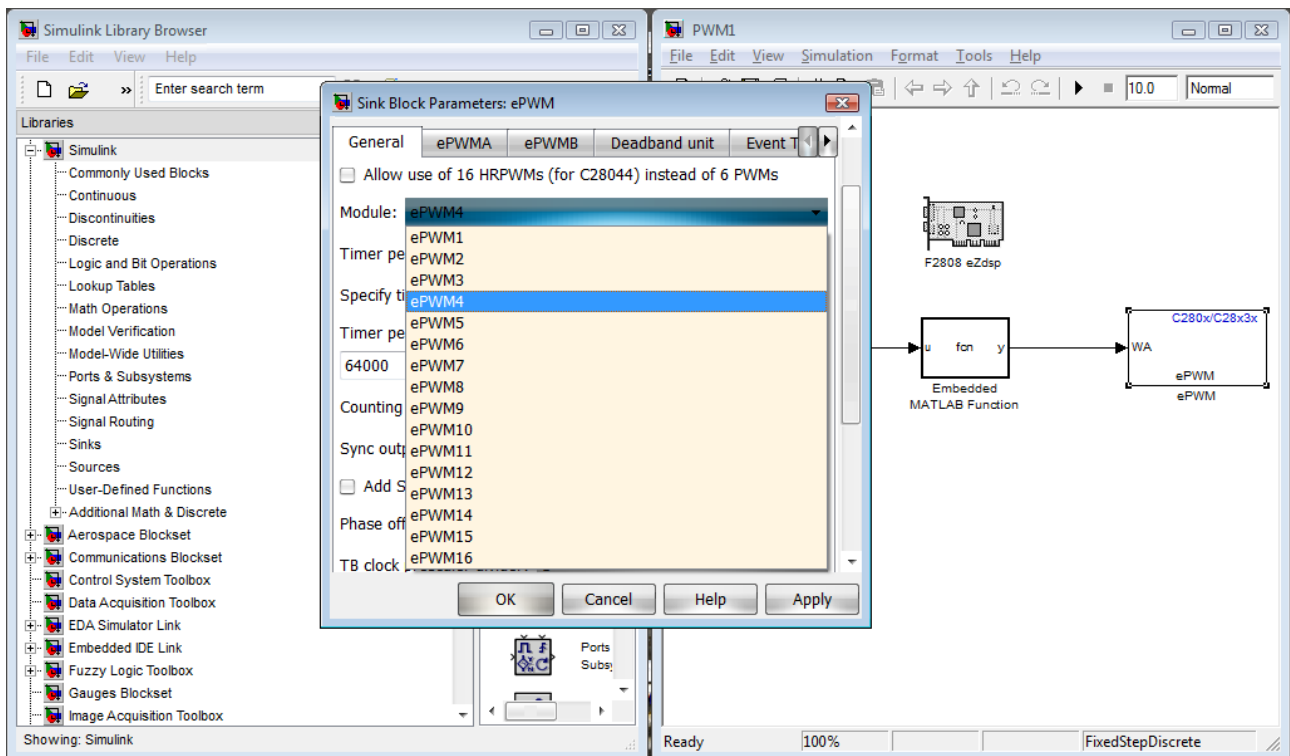 Simulink Library Browser
File Edit View Help
» Enter search term
Libraries
Simulink
Commonly Used Blocks
Continuous
Discontinuities
Discrete
Logic and Bit Operations
Lookup Tables
Math Operations
Model Verification
Model-Wide Utilities
Ports & Subsystems
Signal Attributes
Signal Routing
Sinks
Sources
User-Defined Functions
Additional Math & Discrete
Aerospace Blockset
Communications Blockset
Control System Toolbox
Data Acquisition Toolbox
EDA Simulator Link
Embedded IDE Link
Fuzzy Logic Toolbox
Gauges Blockset
Image Acquisition Toolbox
Showing: Simulink
Ports
Subsy
Sink Block Parameters: ePWM
General ePWMA ePWMB Deadband unit Event T
Allow use of 16 HRPWMs (for C28044) instead of 6 PWMs
Module: ePWM4
ePWM1
Timer pe
ePWM2
ePWM3
Specify ti
ePWM4
ePWM5
Timer pe
ePWM6
64000
ePWM7
ePWM8
Counting
ePWM9
ePWM10
Sync outp
ePWM11
ePWM12
Add S
ePWM13
ePWM14
Phase off
ePWM15
ePWM16
TB clock
OK Cancel Help Apply
PWM1
File Edit View Simulation Format Tools Help
10.0 Normal
F2808 eZdsp
u fcn y
Embedded
MATLAB Function
C280x/C28x3x
WA
ePWM
ePWM
Ready 100% FixedStepDiscrete